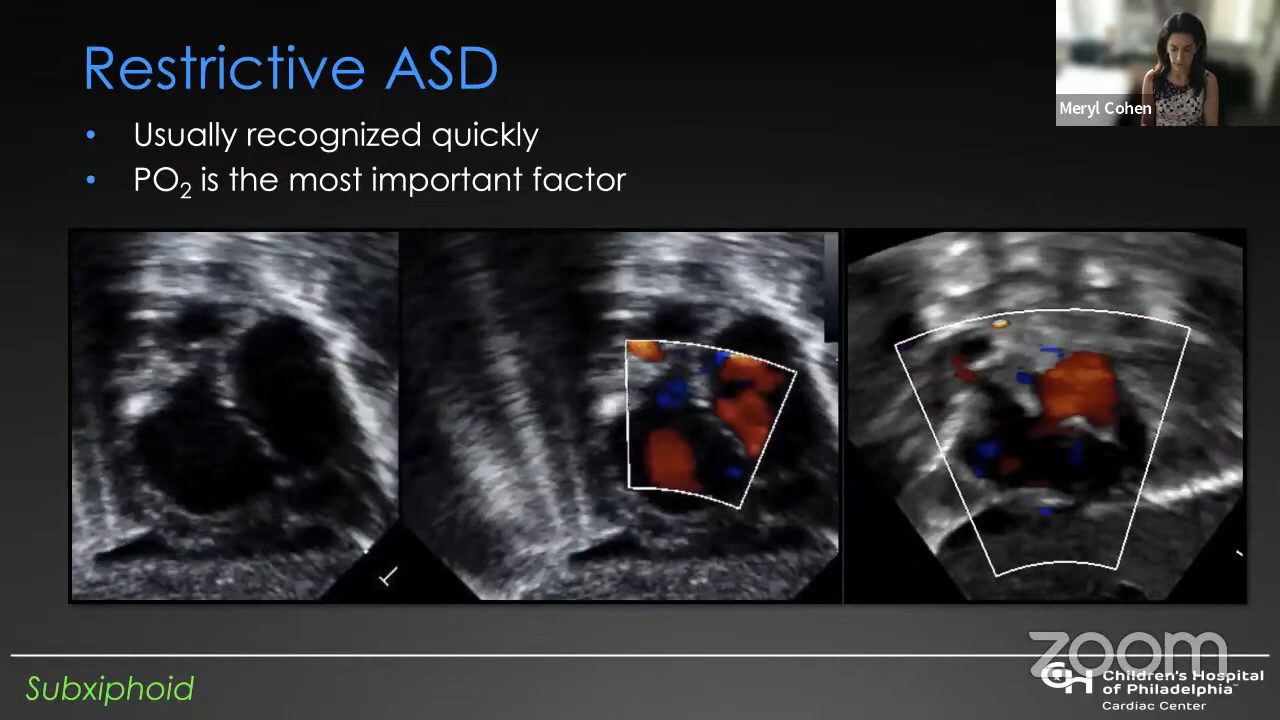 Restrictive ASD
Meryl Cohen
• Usually recognized quickly
• PO₂ is the most important factor
zoom
Subxiphoid
Children's Hospital
of Philadelphia™
Cardiac Center